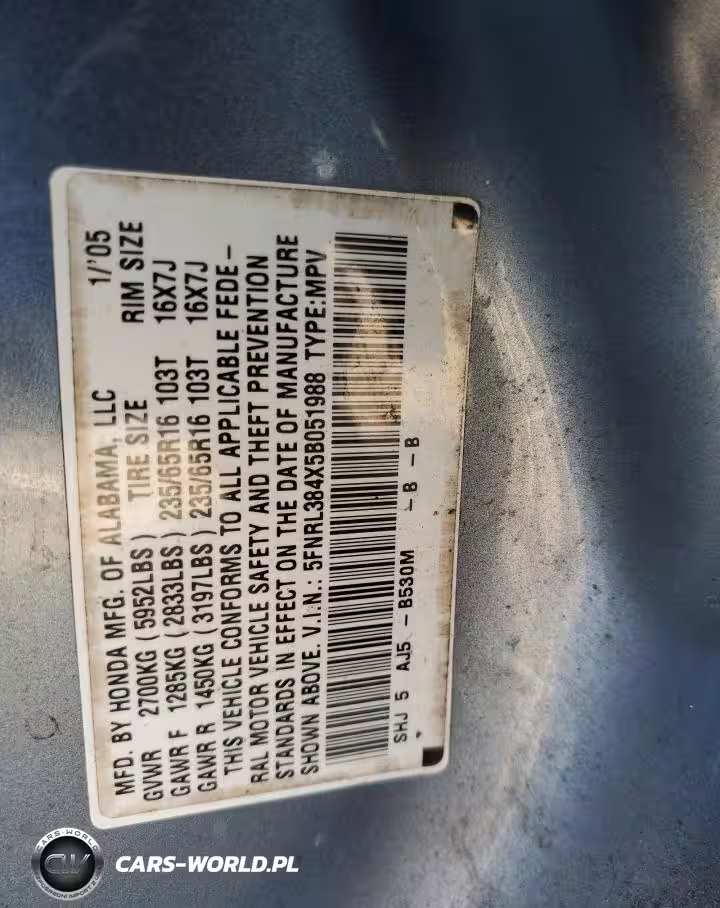 MFD. BY HONDA MFG. OF ALABAMA, LLC 1/'05
GVWR 2700KG (5952LBS) TIRE SIZE RIM SIZE
GAWR F 1285KG (2833LBS) 235/65R16 103T 16X7J
GAWR R 1450KG (3197LBS) 235/65R16 103T 16X7J
THIS VEHICLE CONFORMS TO ALL APPLICABLE FEDE-
RAL MOTOR VEHICLE SAFETY AND THEFT PREVENTION
STANDARDS IN EFFECT ON THE DATE OF MANUFACTURE
SHOWN ABOVE. V.I.N.: 5FNRL384X5B051988 TYPE:MPV
SHJ 5 AJ5 -B530M -B -B
CARS-WORLD
CW
CARS-WORLD.PL